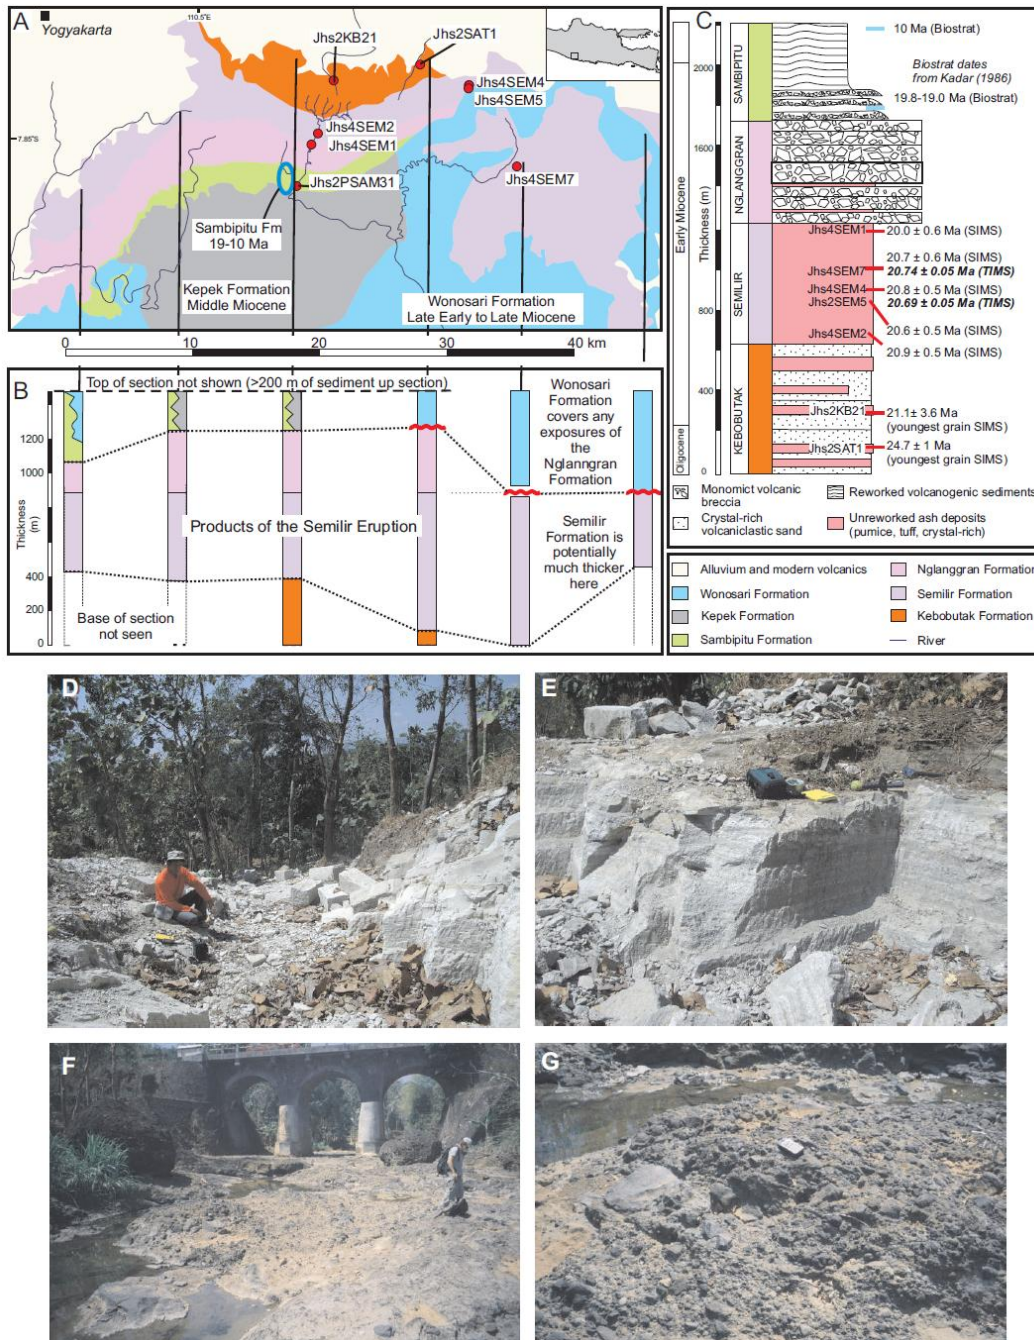 A
Yogyakarta
110.5°E
7.85°S
Jhs2KB21
Jhs2SAT1
Jhs4SEM4
Jhs4SEM5
Jhs4SEM2
Jhs4SEM1
Jhs2PSAM31
Jhs4SEM7
Sambipitu Fm
19-10 Ma
Kepek Formation
Middle Miocene
Wonosari Formation
Late Early to Late Miocene
0
10
20
30
40 km
B
Top of section not shown (>200 m of sediment up section)
Thickness (m)
1200
1000
400
200
0
Products of the Semilir Eruption
Base of section
not seen
Wonosari
Formation
covers any
exposures of
the
Nglanngran
Formation
Semilir
Formation is
potentially
much thicker
here
C
Early Miocene
Oligocene
Thickness (m)
2000
1600
1200
800
400
0
SAMBIPITU
NGLANGGRAN
SEMILIR
KEBOBUTAK
10 Ma (Biostrat)
Biostrat dates
from Kadar (1986)
19.8-19.0 Ma (Biostrat)
Jhs4SEM1
20.0 ± 0.6 Ma (SIMS)
20.7 ± 0.6 Ma (SIMS)
Jhs4SEM7
20.74 ± 0.05 Ma (TIMS)
Jhs4SEM4
20.8 ± 0.5 Ma (SIMS)
Jhs2SEM5
20.69 ± 0.05 Ma (TIMS)
Jhs4SEM2
20.6 ± 0.5 Ma (SIMS)
20.9 ± 0.5 Ma (SIMS)
Jhs2KB21
21.1± 3.6 Ma
(youngest grain SIMS)
Jhs2SAT1
24.7 ± 1 Ma
(youngest grain SIMS)
Monomict volcanic
breccia
Reworked volcanogenic sediments
Crystal-rich
volcaniclastic sand
Unreworked ash deposits
(pumice, tuff, crystal-rich)
Alluvium and modern volcanics
Nglanggran Formation
Wonosari Formation
Semilir Formation
Kepek Formation
Kebobutak Formation
Sambipitu Formation
River
D
E
F
G